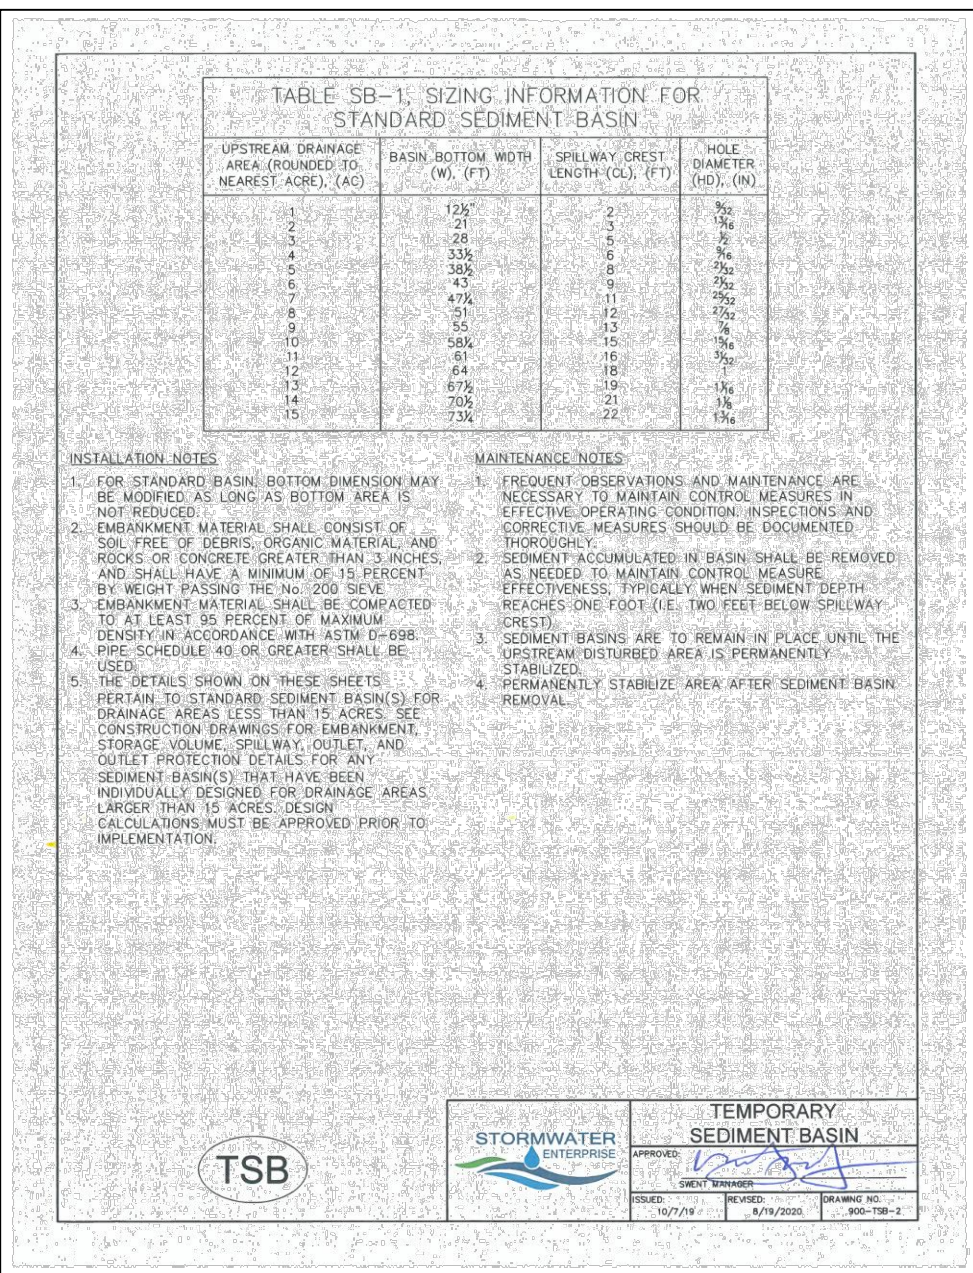 TABLE SB-1, SIZING INFORMATION FOR
STANDARD SEDIMENT BASIN
UPSTREAM DRAINAGE
AREA (ROUNDED TO
NEAREST ACRE), (AC)
BASIN BOTTOM WIDTH
(W), (FT)
SPILLWAY CREST
LENGTH (CL), (FT)
HOLE
DIAMETER
(HD), (IN)
1 12½" 2 9/32
2 21 3 13/16
3 28 5 ½
4 33½ 6 9/16
5 38½ 8 21/32
6 43 9 21/32
7 47¼ 11 25/32
8 51 12 27/32
9 55 13 7/8
10 58¼ 15 15/16
11 61 16 31/32
12 64 18 1
13 67½ 19 1 1/16
14 70½ 21 1 1/8
15 73¼ 22 1 3/16
INSTALLATION NOTES
1. FOR STANDARD BASIN, BOTTOM DIMENSION MAY
BE MODIFIED AS LONG AS BOTTOM AREA IS
NOT REDUCED.
2. EMBANKMENT MATERIAL SHALL CONSIST OF
SOIL FREE OF DEBRIS, ORGANIC MATERIAL, AND
ROCKS OR CONCRETE GREATER THAN 3 INCHES,
AND SHALL HAVE A MINIMUM OF 15 PERCENT
BY WEIGHT PASSING THE No. 200 SIEVE
3. EMBANKMENT MATERIAL SHALL BE COMPACTED
TO AT LEAST 95 PERCENT OF MAXIMUM
DENSITY IN ACCORDANCE WITH ASTM D-698.
4. PIPE SCHEDULE 40 OR GREATER SHALL BE
USED.
5. THE DETAILS SHOWN ON THESE SHEETS
PERTAIN TO STANDARD SEDIMENT BASIN(S) FOR
DRAINAGE AREAS LESS THAN 15 ACRES. SEE
CONSTRUCTION DRAWINGS FOR EMBANKMENT,
STORAGE VOLUME, SPILLWAY, OUTLET, AND
OUTLET PROTECTION DETAILS FOR ANY
SEDIMENT BASIN(S) THAT HAVE BEEN
INDIVIDUALLY DESIGNED FOR DRAINAGE AREAS
LARGER THAN 15 ACRES. DESIGN
CALCULATIONS MUST BE APPROVED PRIOR TO
IMPLEMENTATION.
MAINTENANCE NOTES
1. FREQUENT OBSERVATIONS AND MAINTENANCE ARE
NECESSARY TO MAINTAIN CONTROL MEASURES IN
EFFECTIVE OPERATING CONDITION. INSPECTIONS AND
CORRECTIVE MEASURES SHOULD BE DOCUMENTED
THOROUGHLY.
2. SEDIMENT ACCUMULATED IN BASIN SHALL BE REMOVED
AS NEEDED TO MAINTAIN CONTROL MEASURE
EFFECTIVENESS, TYPICALLY WHEN SEDIMENT DEPTH
REACHES ONE FOOT (I.E. TWO FEET BELOW SPILLWAY
CREST)
3. SEDIMENT BASINS ARE TO REMAIN IN PLACE UNTIL THE
UPSTREAM DISTURBED AREA IS PERMANENTLY
STABILIZED.
4. PERMANENTLY STABILIZE AREA AFTER SEDIMENT BASIN
REMOVAL.
TSB
STORMWATER
ENTERPRISE
TEMPORARY
SEDIMENT BASIN
APPROVED:
SWENT MANAGER
ISSUED:
10/7/19
REVISED:
8/19/2020
DRAWING NO.
900-TSB-2